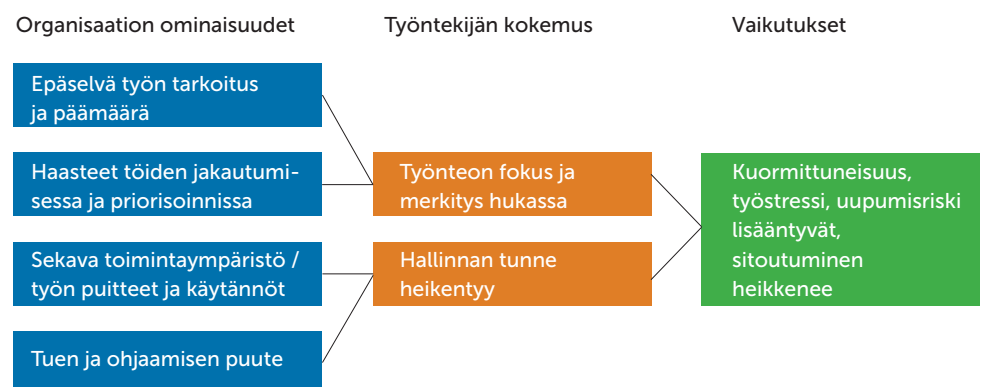 Organisaation ominaisuudet
Työntekijän kokemus
Vaikutukset
Epäselvä työn tarkoitus
ja päämäärä
Haasteet töiden jakautumi-
sessa ja priorisoinnissa
Sekava toimintaympäristö /
työn puitteet ja käytännöt
Tuen ja ohjaamisen puute
Työnteon fokus ja
merkitys hukassa
Hallinnan tunne
heikentyy
Kuormittuneisuus,
työstressi, uupumisriski
lisääntyvät,
sitoutuminen
heikkenee